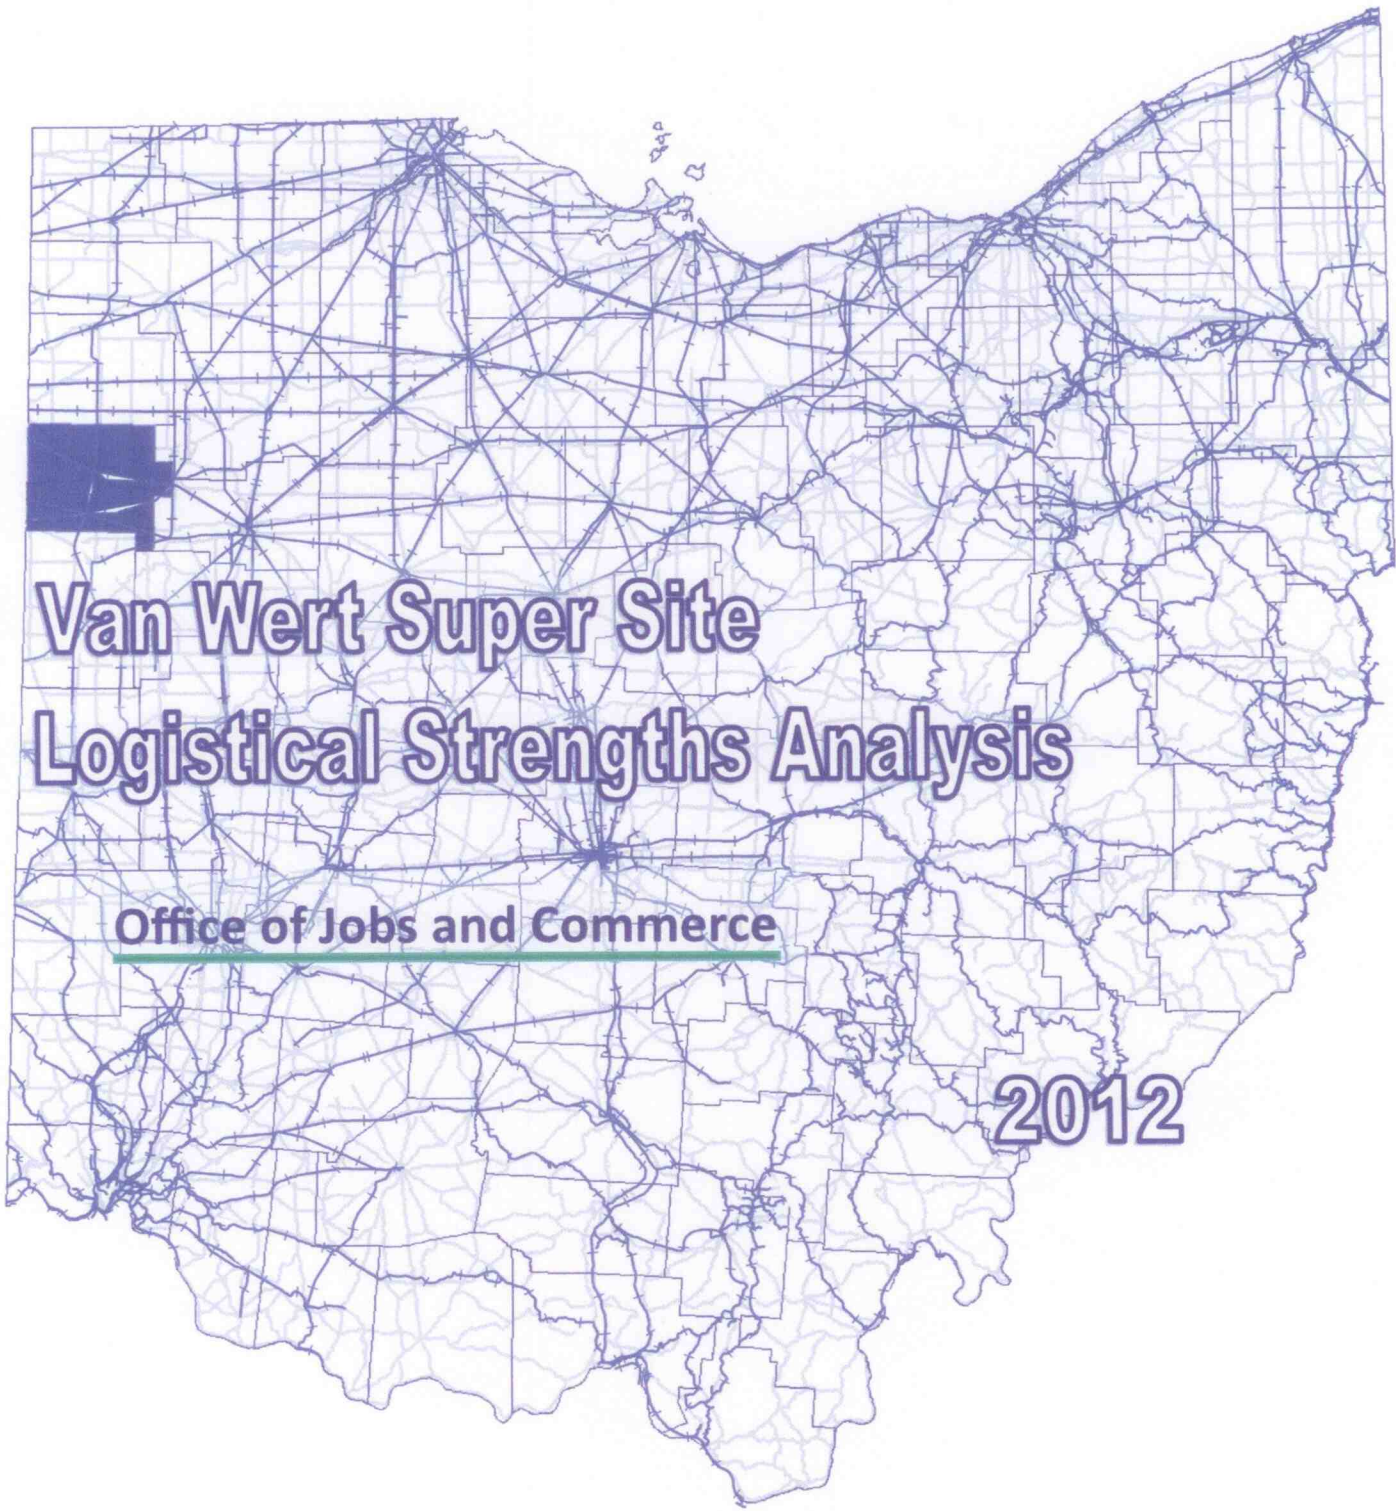 Van Wert Super Site
Logistical Strengths Analysis
Office of Jobs and Commerce
2012